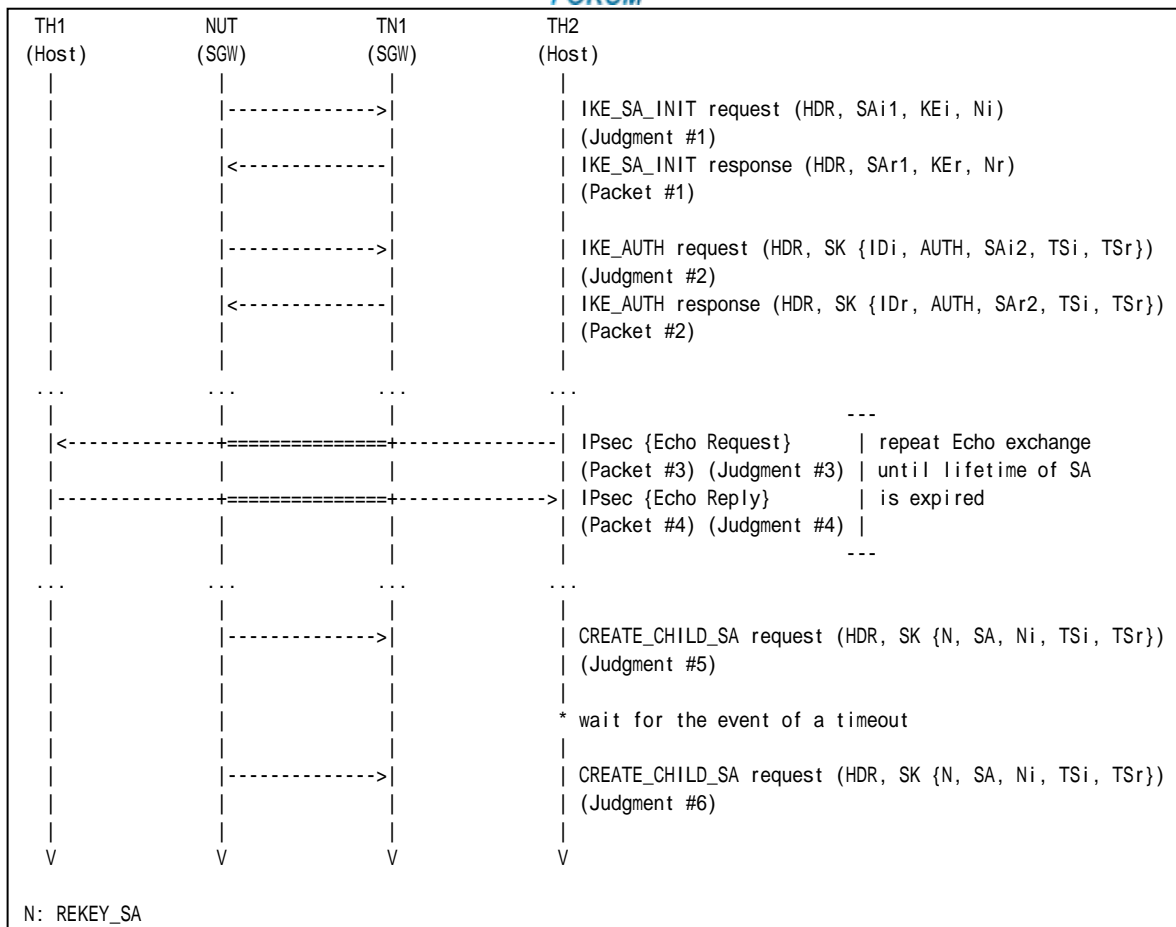 FORUM
TH1 NUT TN1 TH2
(Host) (SGW) (SGW) (Host)
| | | |
| |-------------->| | IKE_SA_INIT request (HDR, SAi1, KEi, Ni)
| | | | (Judgment #1)
| |<--------------| | IKE_SA_INIT response (HDR, SAr1, KEr, Nr)
| | | | (Packet #1)
| | | |
| |-------------->| | IKE_AUTH request (HDR, SK {IDi, AUTH, SAi2, TSi, TSr})
| | | | (Judgment #2)
| |<--------------| | IKE_AUTH response (HDR, SK {IDr, AUTH, SAr2, TSi, TSr})
| | | | (Packet #2)
| | | |
... ... ... ...
| | | | ---
|<--------------+===============+---------------| IPsec {Echo Request} | repeat Echo exchange
| | | | (Packet #3) (Judgment #3) | until lifetime of SA
|---------------+===============+-------------->| IPsec {Echo Reply} | is expired
| | | | (Packet #4) (Judgment #4) |
| | | | ---
... ... ... ...
| | | |
| |-------------->| | CREATE_CHILD_SA request (HDR, SK {N, SA, Ni, TSi, TSr})
| | | | (Judgment #5)
| | | |
| | | * wait for the event of a timeout
| | | |
| |-------------->| | CREATE_CHILD_SA request (HDR, SK {N, SA, Ni, TSi, TSr})
| | | | (Judgment #6)
| | | |
V V V V
N: REKEY_SA